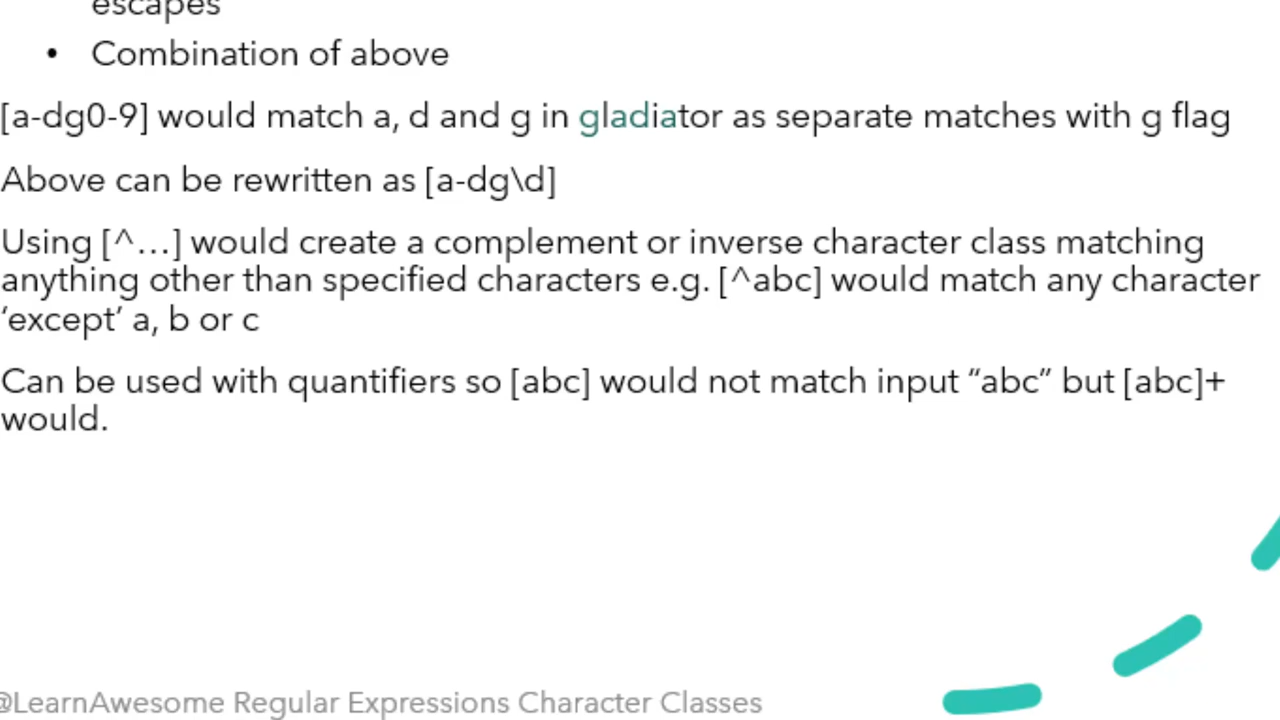 escapes
• Combination of above
[a-dg0-9] would match a, d and g in gladiator as separate matches with g flag
Above can be rewritten as [a-dg\d]
Using [^…] would create a complement or inverse character class matching
anything other than specified characters e.g. [^abc] would match any character
‘except’ a, b or c
Can be used with quantifiers so [abc] would not match input “abc” but [abc]+
would.
@LearnAwesome Regular Expressions Character Classes